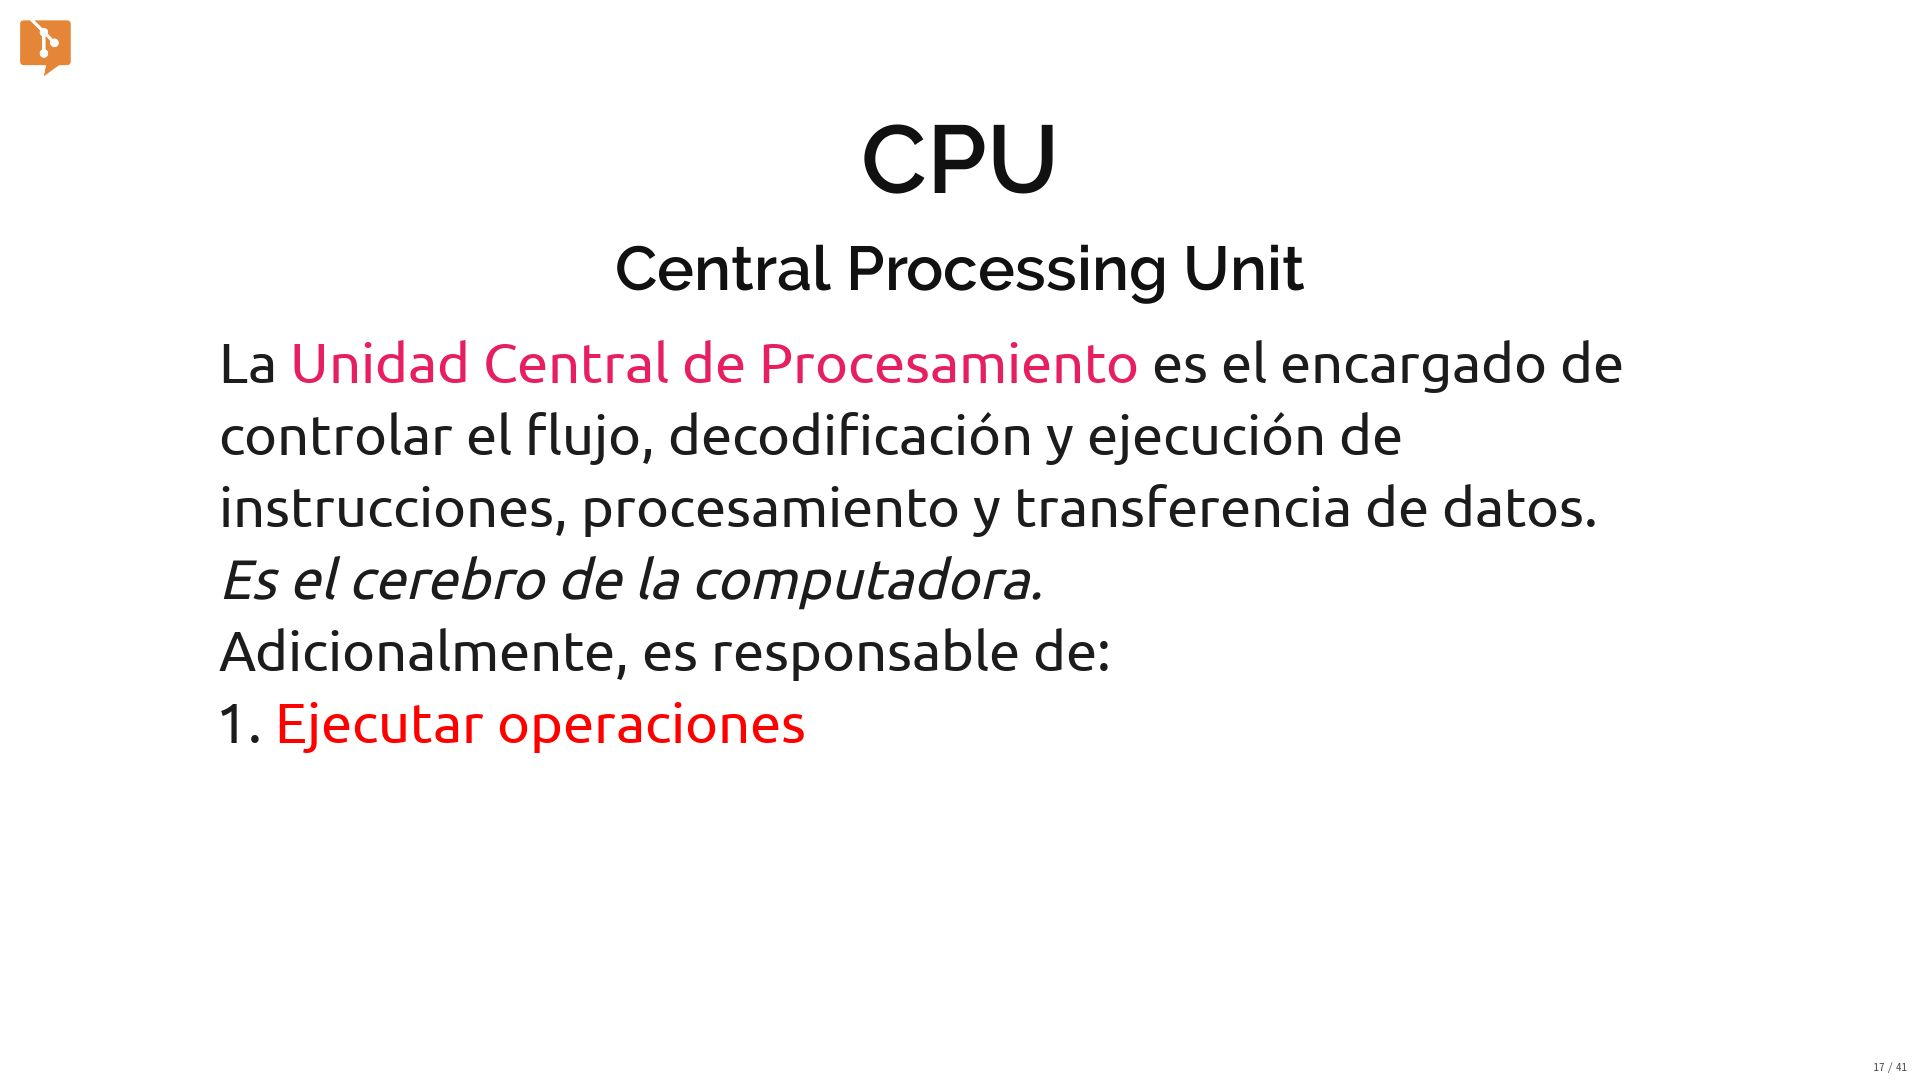 CPU
Central Processing Unit
La Unidad Central de Procesamiento es el encargado de
controlar el flujo, decodificación y ejecución de
instrucciones, procesamiento y transferencia de datos.
Es el cerebro de la computadora.
Adicionalmente, es responsable de:
1. Ejecutar operaciones
17 / 41